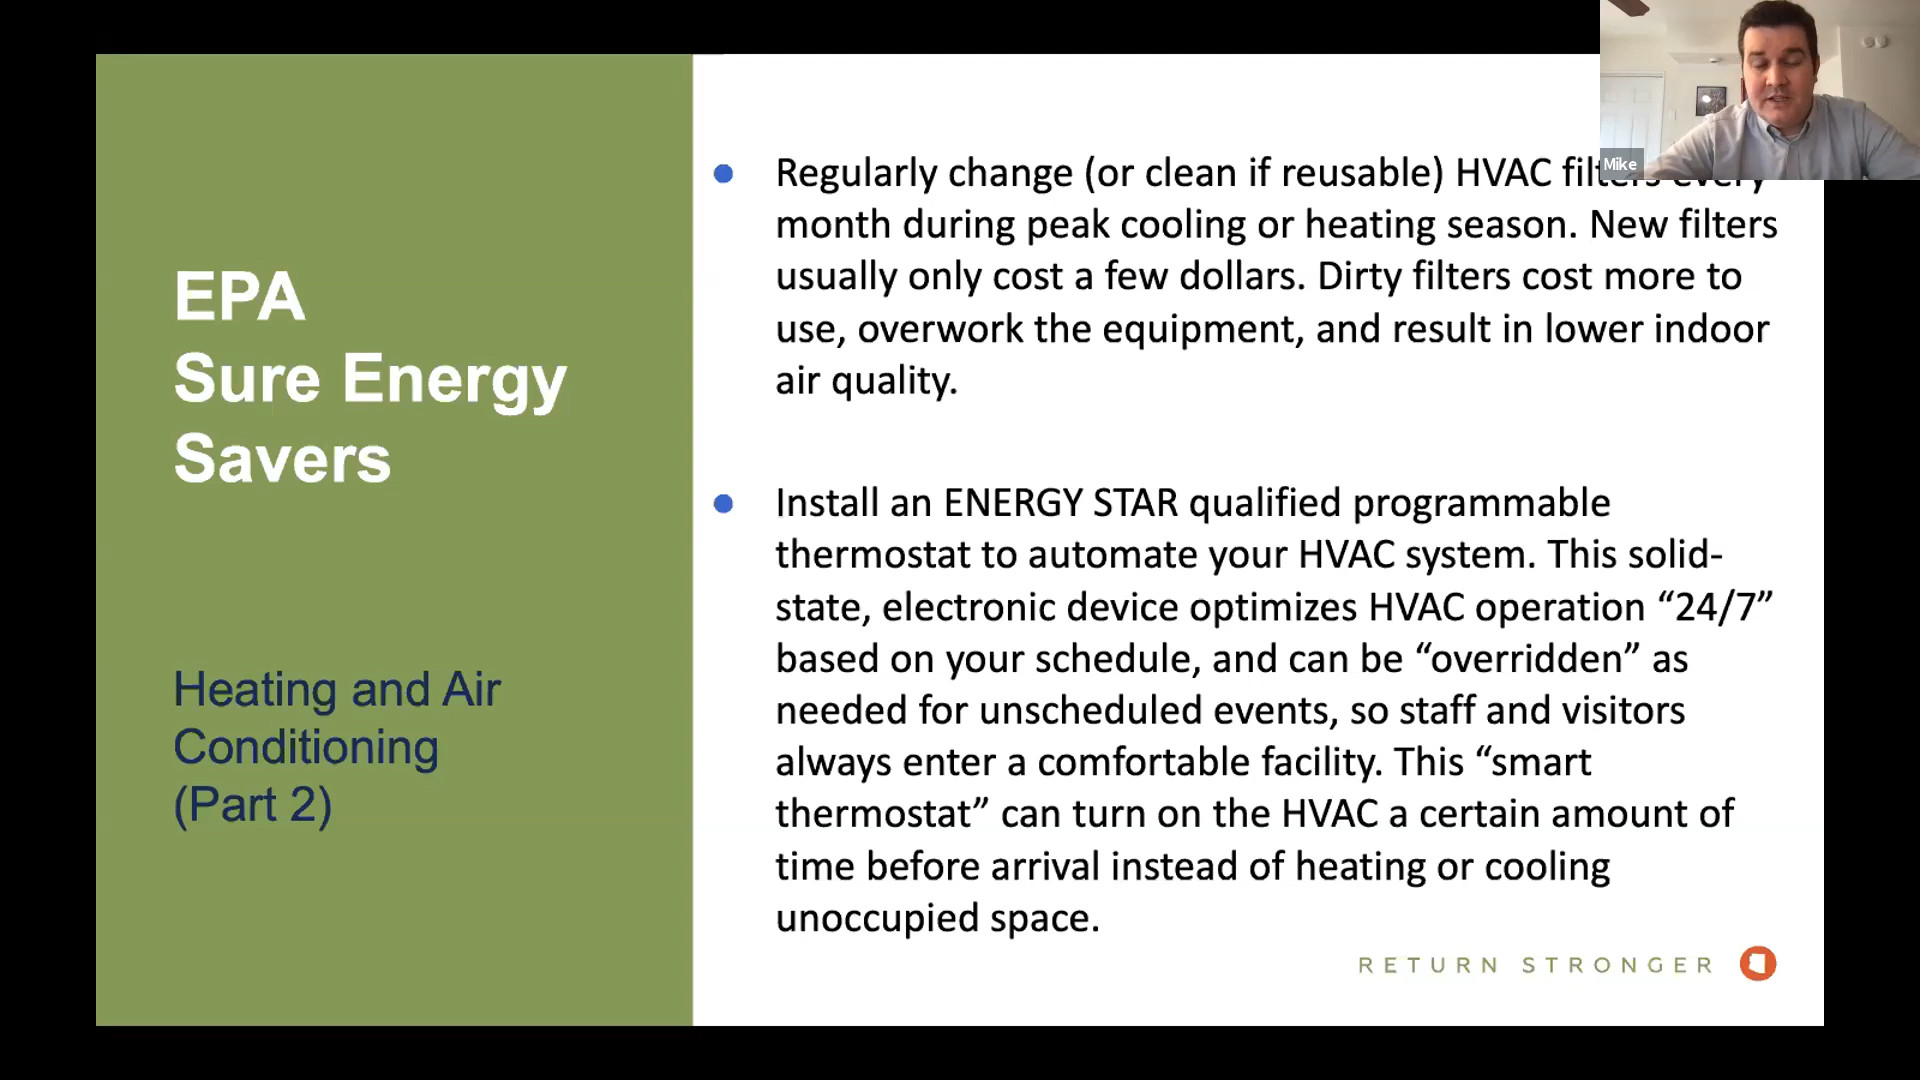 Mike
EPA
Sure Energy
Savers
Heating and Air
Conditioning
(Part 2)
Regularly change (or clean if reusable) HVAC filters every
month during peak cooling or heating season. New filters
usually only cost a few dollars. Dirty filters cost more to
use, overwork the equipment, and result in lower indoor
air quality.
Install an ENERGY STAR qualified programmable
thermostat to automate your HVAC system. This solid-
state, electronic device optimizes HVAC operation “24/7”
based on your schedule, and can be “overridden” as
needed for unscheduled events, so staff and visitors
always enter a comfortable facility. This “smart
thermostat” can turn on the HVAC a certain amount of
time before arrival instead of heating or cooling
unoccupied space.
RETURN STRONGER